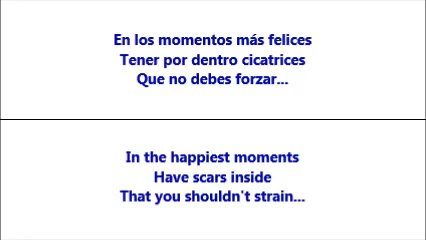 En los momentos más felices
Tener por dentro cicatrices
Que no debes forzar...
In the happiest moments
Have scars inside
That you shouldn't strain...